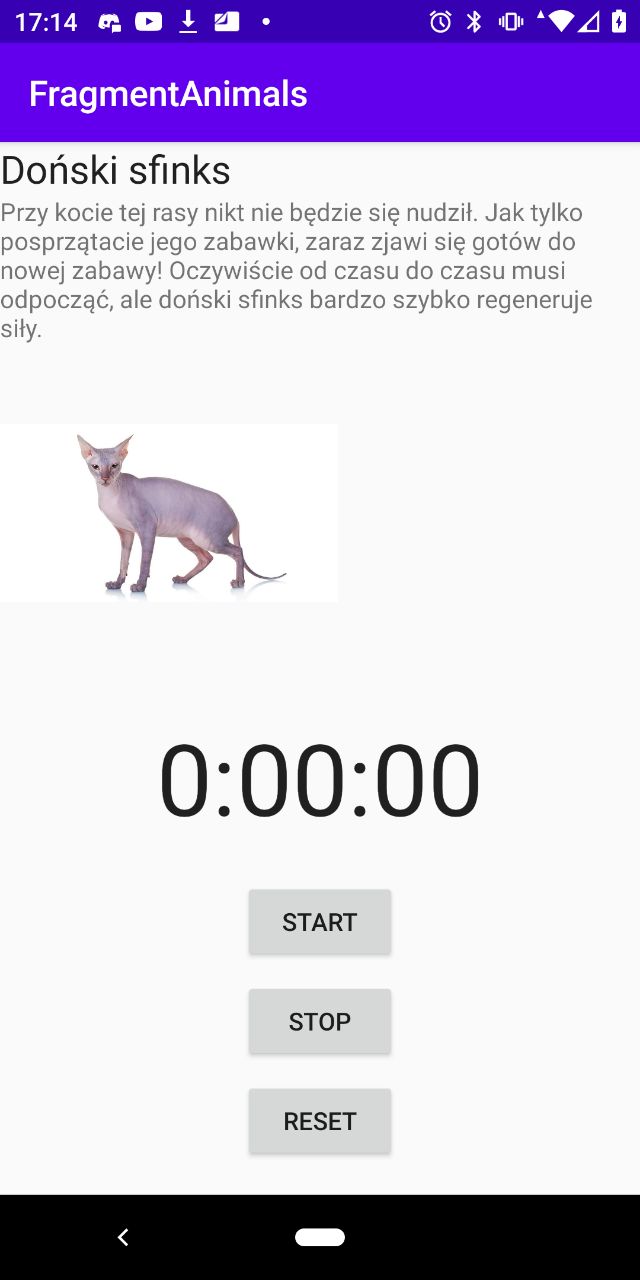 17:14
FragmentAnimals
Doński sfinks
Przy kocie tej rasy nikt nie będzie się nudził. Jak tylko
posprzątacie jego zabawki, zaraz zjawi się gotów do
nowej zabawy! Oczywiście od czasu do czasu musi
odpocząć, ale doński sfinks bardzo szybko regeneruje
siły.
0:00:00
START
STOP
RESET